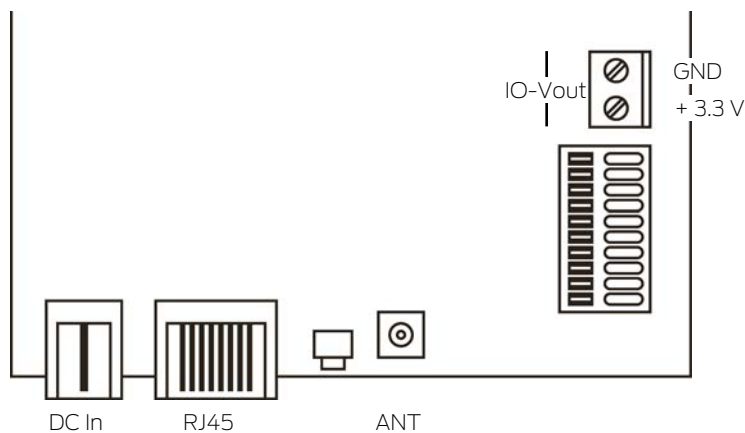 GND
IO-Vout
+ 3.3 V
DC In
RJ45
ANT